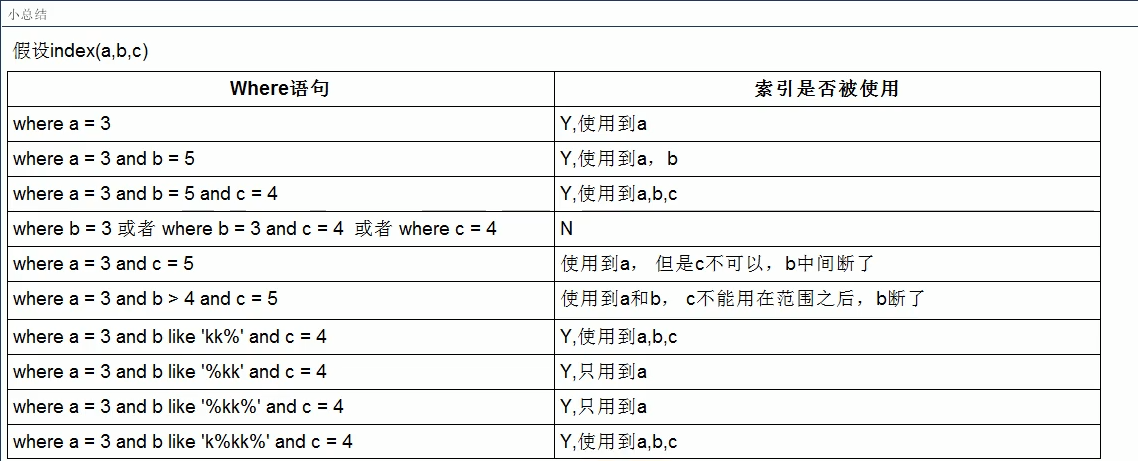 小总结
假设index(a,b,c)
Where语句 索引是否被使用
where a = 3 Y,使用到a
where a = 3 and b = 5 Y,使用到a，b
where a = 3 and b = 5 and c = 4 Y,使用到a,b,c
where b = 3 或者 where b = 3 and c = 4 或者 where c = 4 N
where a = 3 and c = 5 使用到a， 但是c不可以，b中间断了
where a = 3 and b > 4 and c = 5 使用到a和b， c不能用在范围之后，b断了
where a = 3 and b like 'kk%' and c = 4 Y,使用到a,b,c
where a = 3 and b like '%kk' and c = 4 Y,只用到a
where a = 3 and b like '%kk%' and c = 4 Y,只用到a
where a = 3 and b like 'k%kk%' and c = 4 Y,使用到a,b,c